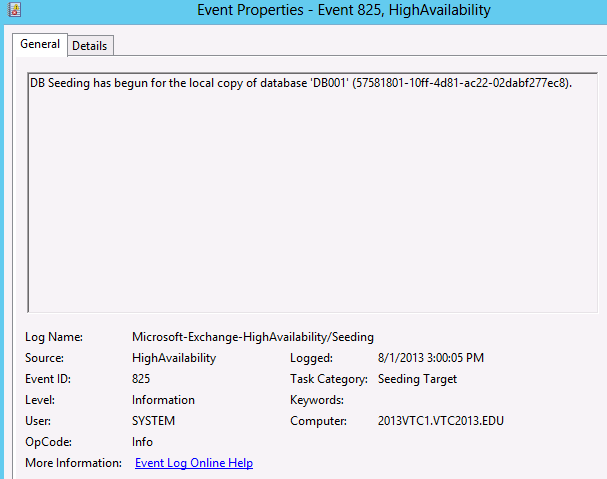 Event Properties - Event 825, HighAvailability
General Details
DB Seeding has begun for the local copy of database 'DB001' (57581801-10ff-4d81-ac22-02dabf277ec8).
Log Name: Microsoft-Exchange-HighAvailability/Seeding
Source: HighAvailability Logged: 8/1/2013 3:00:05 PM
Event ID: 825 Task Category: Seeding Target
Level: Information Keywords:
User: SYSTEM Computer: 2013VTC1.VTC2013.EDU
OpCode: Info
More Information: Event Log Online Help